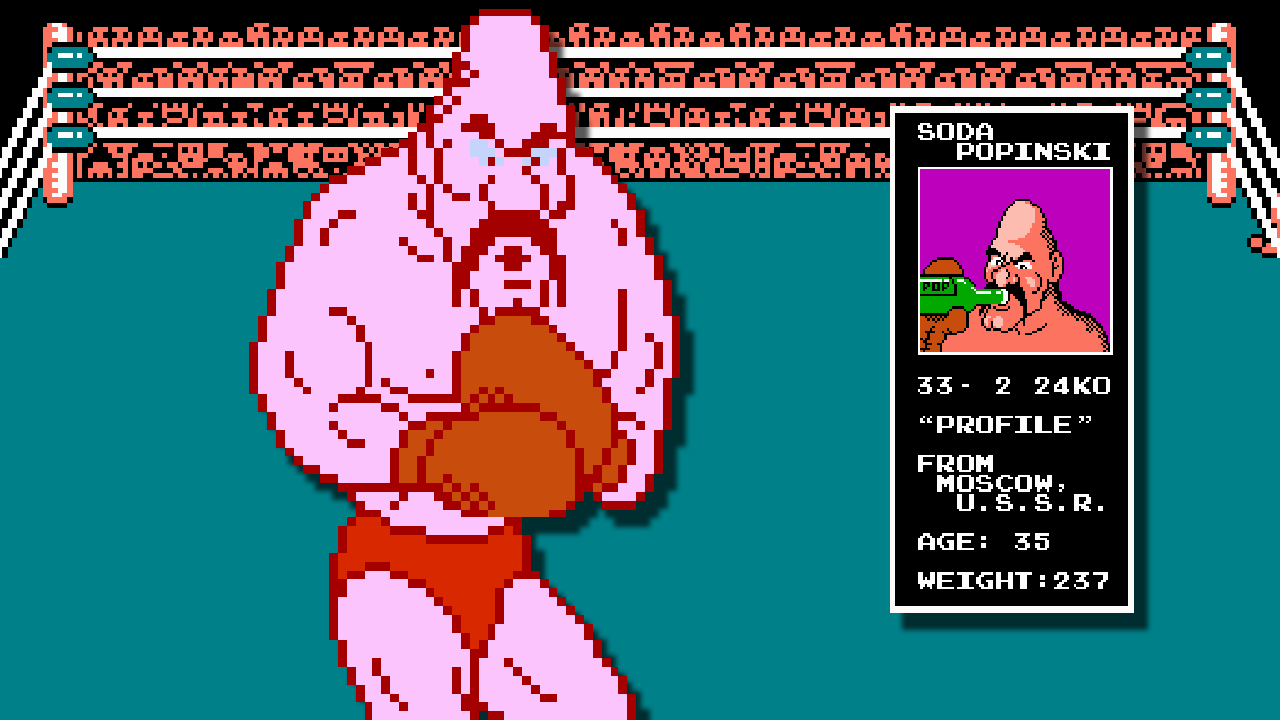 SODA
POPINSKI
POP
33- 2 24KO
“PROFILE”
FROM
MOSCOW,
U.S.S.R.
AGE: 35
WEIGHT:237